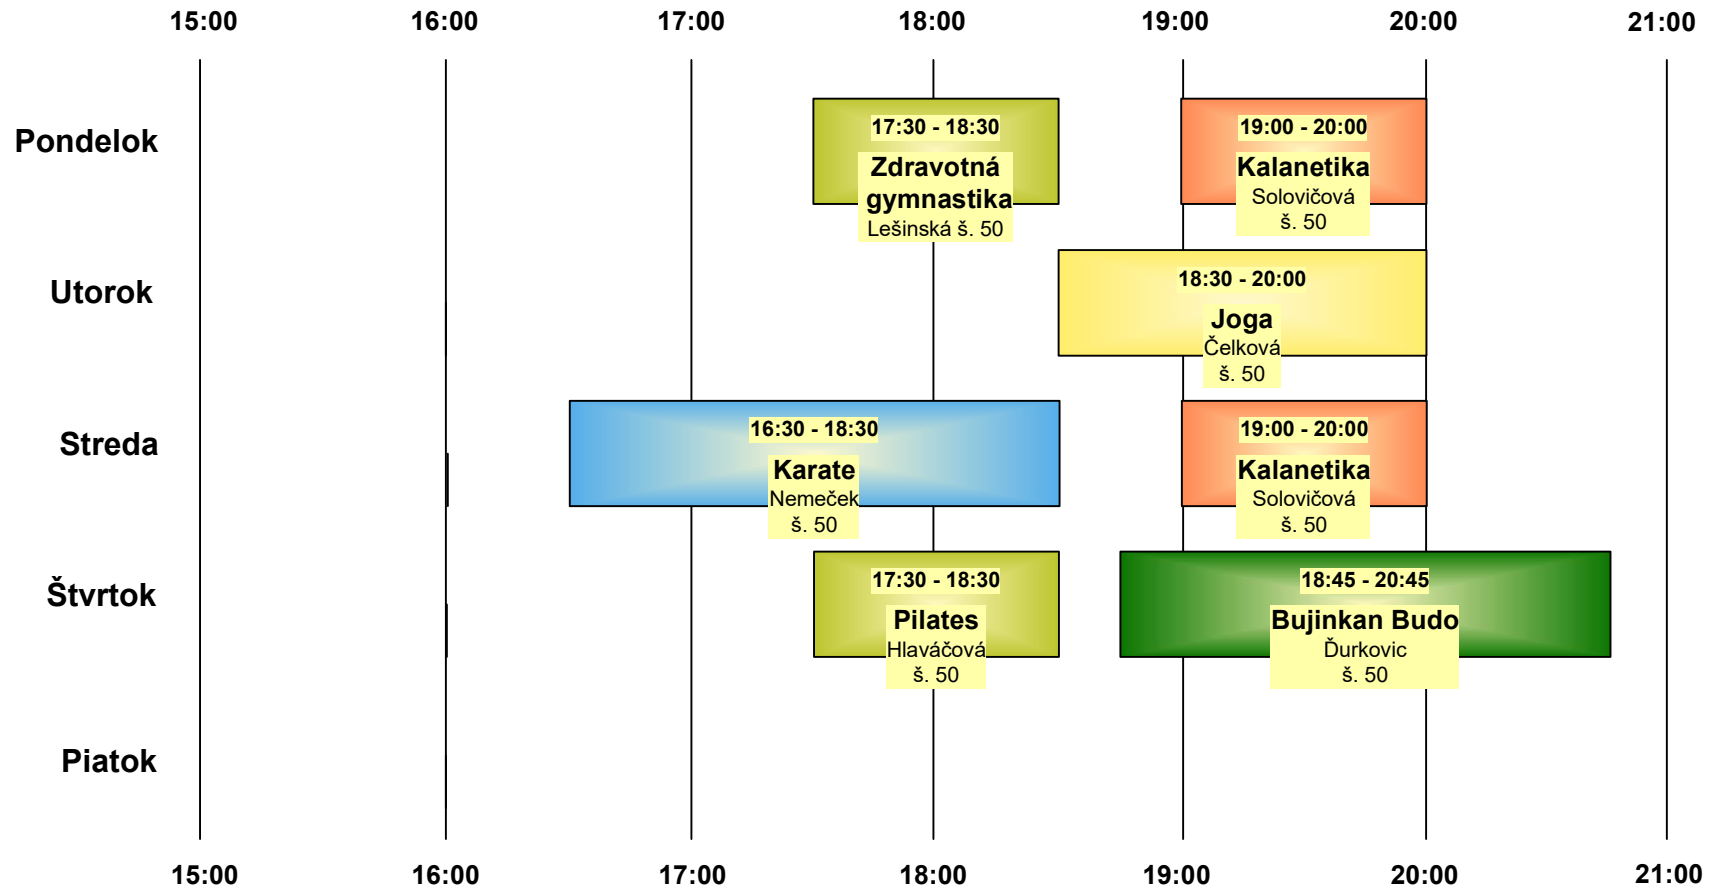 15:00 16:00 17:00 18:00 19:00 20:00 21:00
Pondelok
17:30 - 18:30
Zdravotná
gymnastika
Lešinská š. 50
19:00 - 20:00
Kalanetika
Solovičová
š. 50
Utorok
18:30 - 20:00
Joga
Čelková
š. 50
Streda
16:30 - 18:30
Karate
Nemeček
š. 50
19:00 - 20:00
Kalanetika
Solovičová
š. 50
Štvrtok
17:30 - 18:30
Pilates
Hlaváčová
š. 50
18:45 - 20:45
Bujinkan Budo
Ďurkovic
š. 50
Piatok
15:00 16:00 17:00 18:00 19:00 20:00 21:00